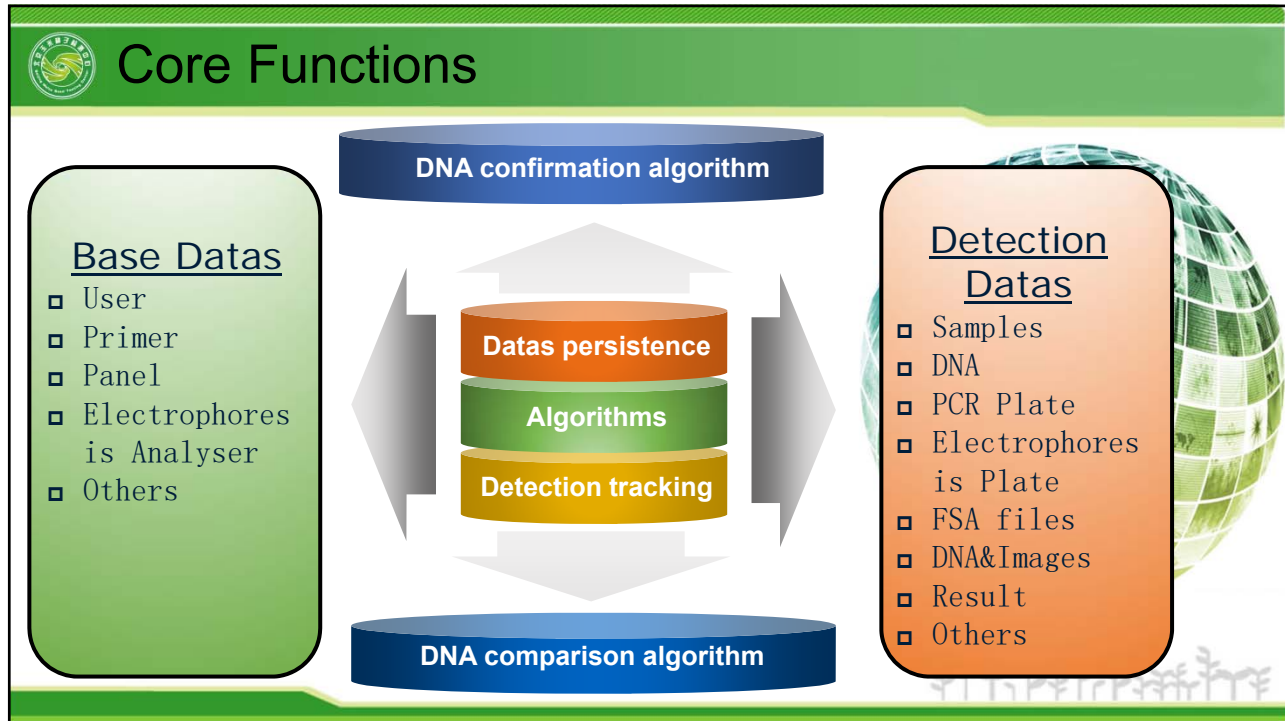 Core Functions
DNA confirmation algorithm
Base Datas
User
Primer
Panel
Electrophores
is Analyser
Others
Datas persistence
Algorithms
Detection tracking
DNA comparison algorithm
Detection
Datas
Samples
DNA
PCR Plate
Electrophores
is Plate
FSA files
DNA&Images
Result
Others